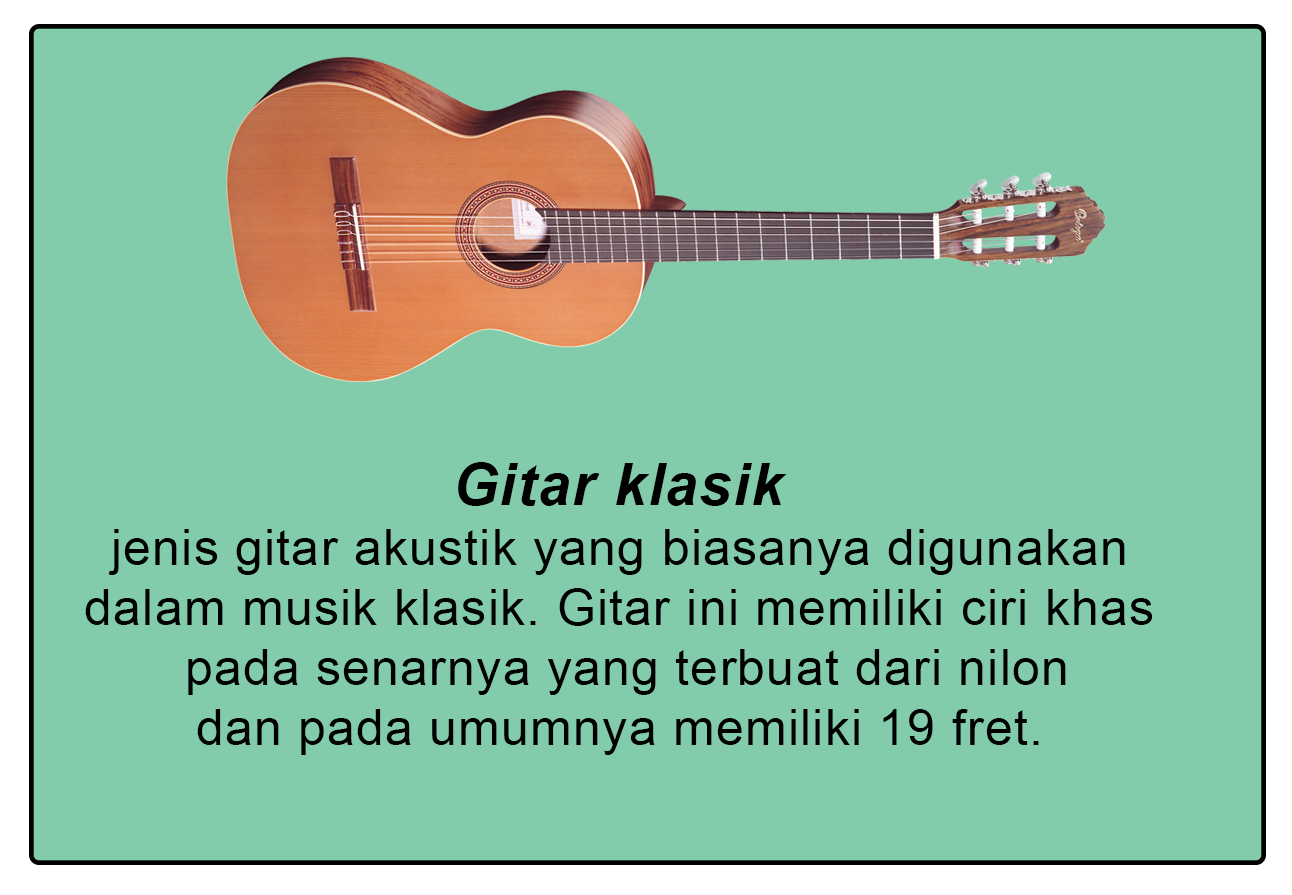 Gitar klasik
jenis gitar akustik yang biasanya digunakan
dalam musik klasik. Gitar ini memiliki ciri khas
pada senarnya yang terbuat dari nilon
dan pada umumnya memiliki 19 fret.